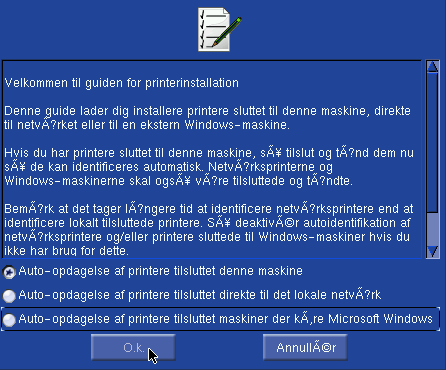 Velkommen til guiden for printerinstallation
Denne guide lader dig installere printere sluttet til denne maskine, direkte
til netvÃ?rket eller til en ekstern Windows-maskine.
Hvis du har printere sluttet til denne maskine, sÃ¥ tilslut og tÃ?nd dem nu
sÃ¥ de kan identificeres automatisk. NetvÃ?rksprinterne og
Windows-maskinerne skal ogsÃ¥ vÃ?re tilsluttede og tÃ?ndte.
BemÃ?rk at det tager lÃ?ngere tid at identificere netvÃ?rksprintere end at
identificere lokalt tilsluttede printere. SÃ¥ deaktivÃ©r autoidentifikation af
netvÃ?rksprintere og/eller printere sluttede til Windows-maskiner hvis du
ikke har brug for dette.
Auto-opdagelse af printere tilsluttet denne maskine
Auto-opdagelse af printere tilsluttet direkte til det lokale netvÃ?rk
Auto-opdagelse af printere tilsluttet maskiner der kÃ¸re Microsoft Windows
O.k. AnnullÃ©r